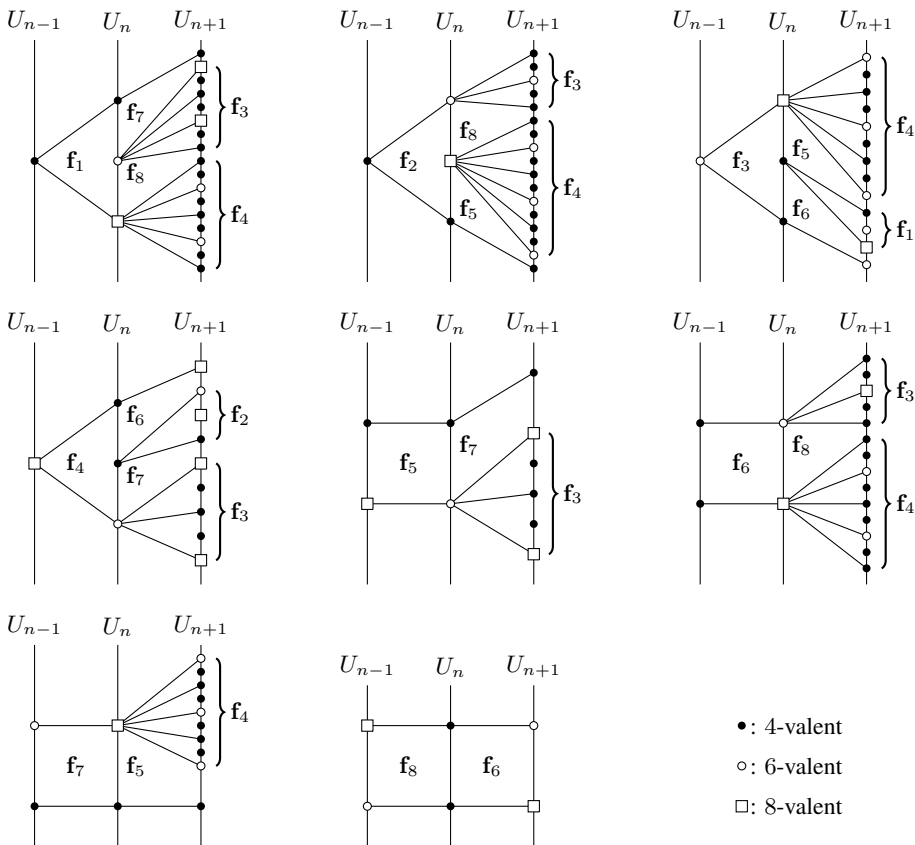 U_{n-1} U_n U_{n+1} U_{n-1} U_n U_{n+1} U_{n-1} U_n U_{n+1}
f_7 f_3 f_3
f_1 f_8 f_4
f_8 f_2 f_4 f_3 f_5
f_4 f_5 f_6 f_1
U_{n-1} U_n U_{n+1} U_{n-1} U_n U_{n+1} U_{n-1} U_n U_{n+1}
f_6 f_2 f_7 f_3
f_4 f_7 f_5 f_6 f_8
f_3 f_3 f_4
U_{n-1} U_n U_{n+1}
U_{n-1} U_n U_{n+1}
f_4 : 4-valent
f_7 f_5 f_8 f_6 : 6-valent
: 8-valent